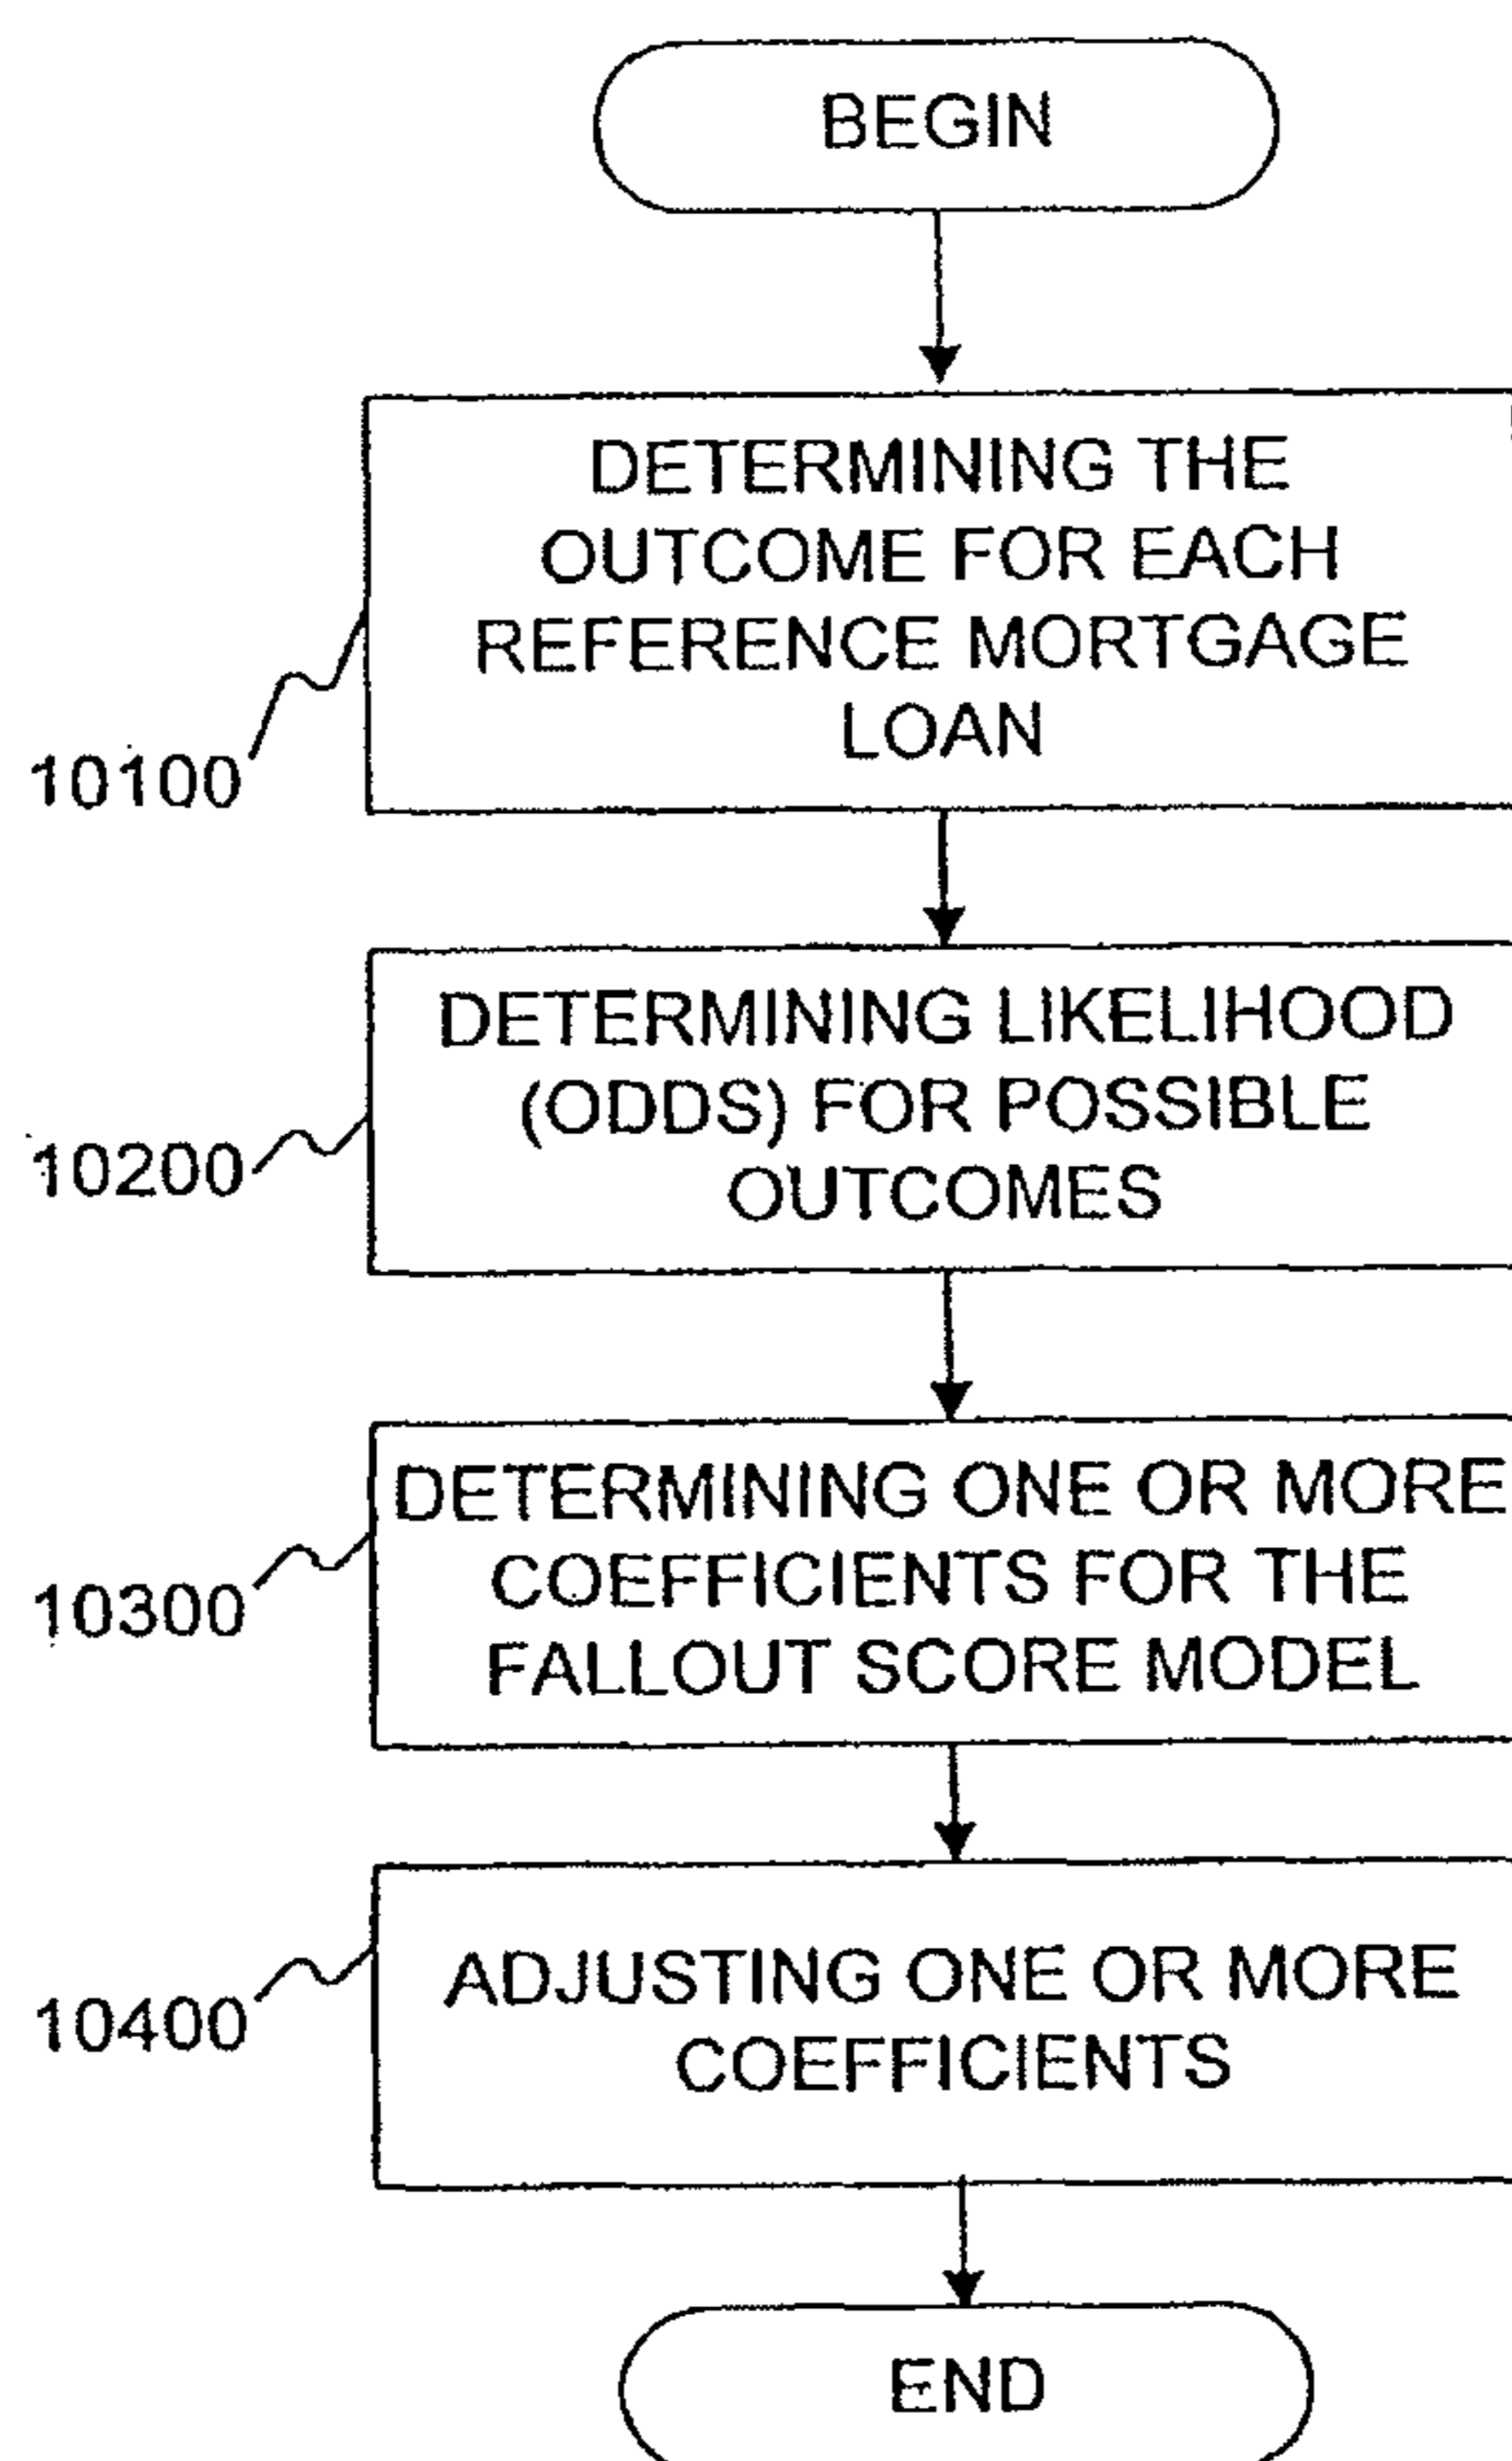 BEGIN
DETERMINING THE
OUTCOME FOR EACH
REFERENCE MORTGAGE
LOAN
10100
DETERMINING LIKELIHOOD
(ODDS) FOR POSSIBLE
OUTCOMES
10200
DETERMINING ONE OR MORE
COEFFICIENTS FOR THE
FALLOUT SCORE MODEL
10300
ADJUSTING ONE OR MORE
COEFFICIENTS
10400
END